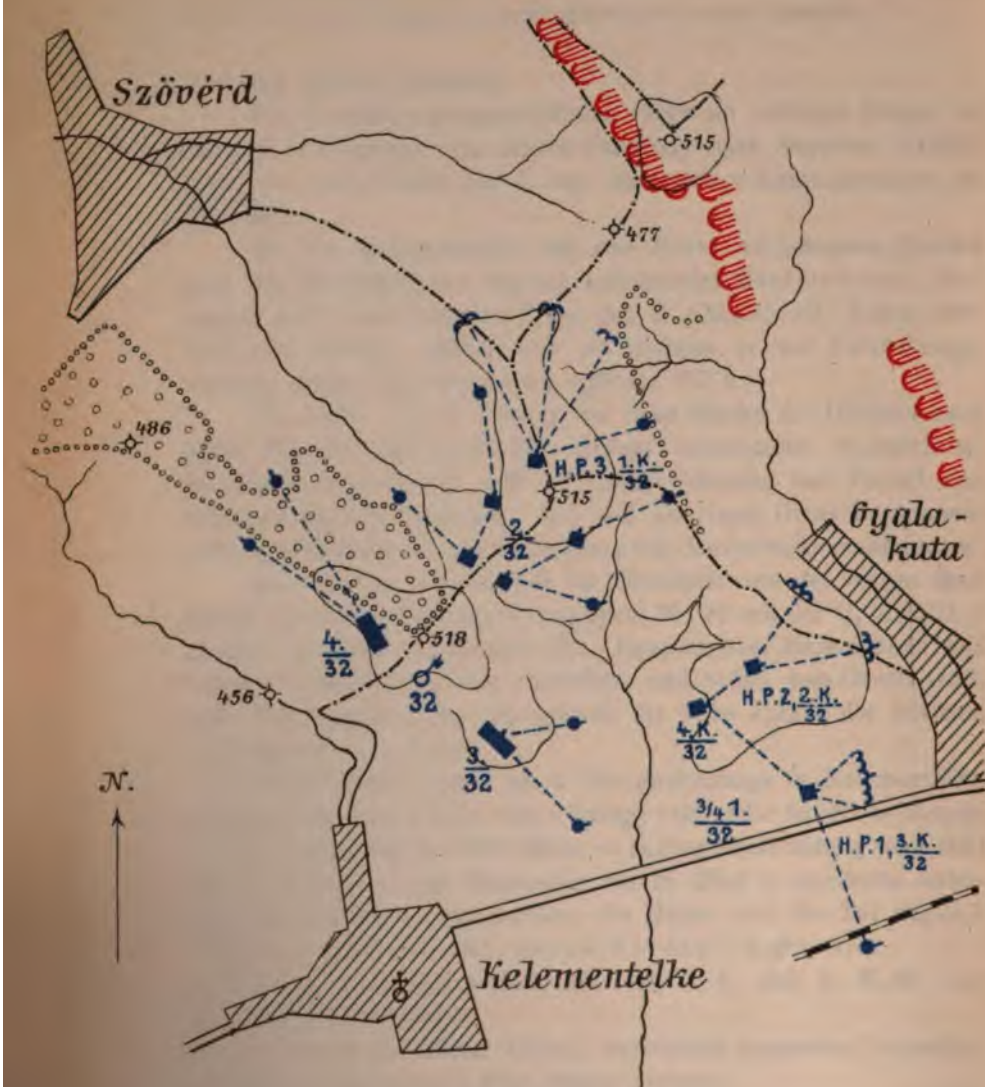 Szövérd
515
477
486
H.P.3, 1.K.
32
515
2.
32
Gyala-
kuta
518
4.
32
32
456
H.P.2, 2.K.
32
4.K.
32
3.
32
N.
3/4 1.
32
H.P.1, 3.K.
32
Kelementelke